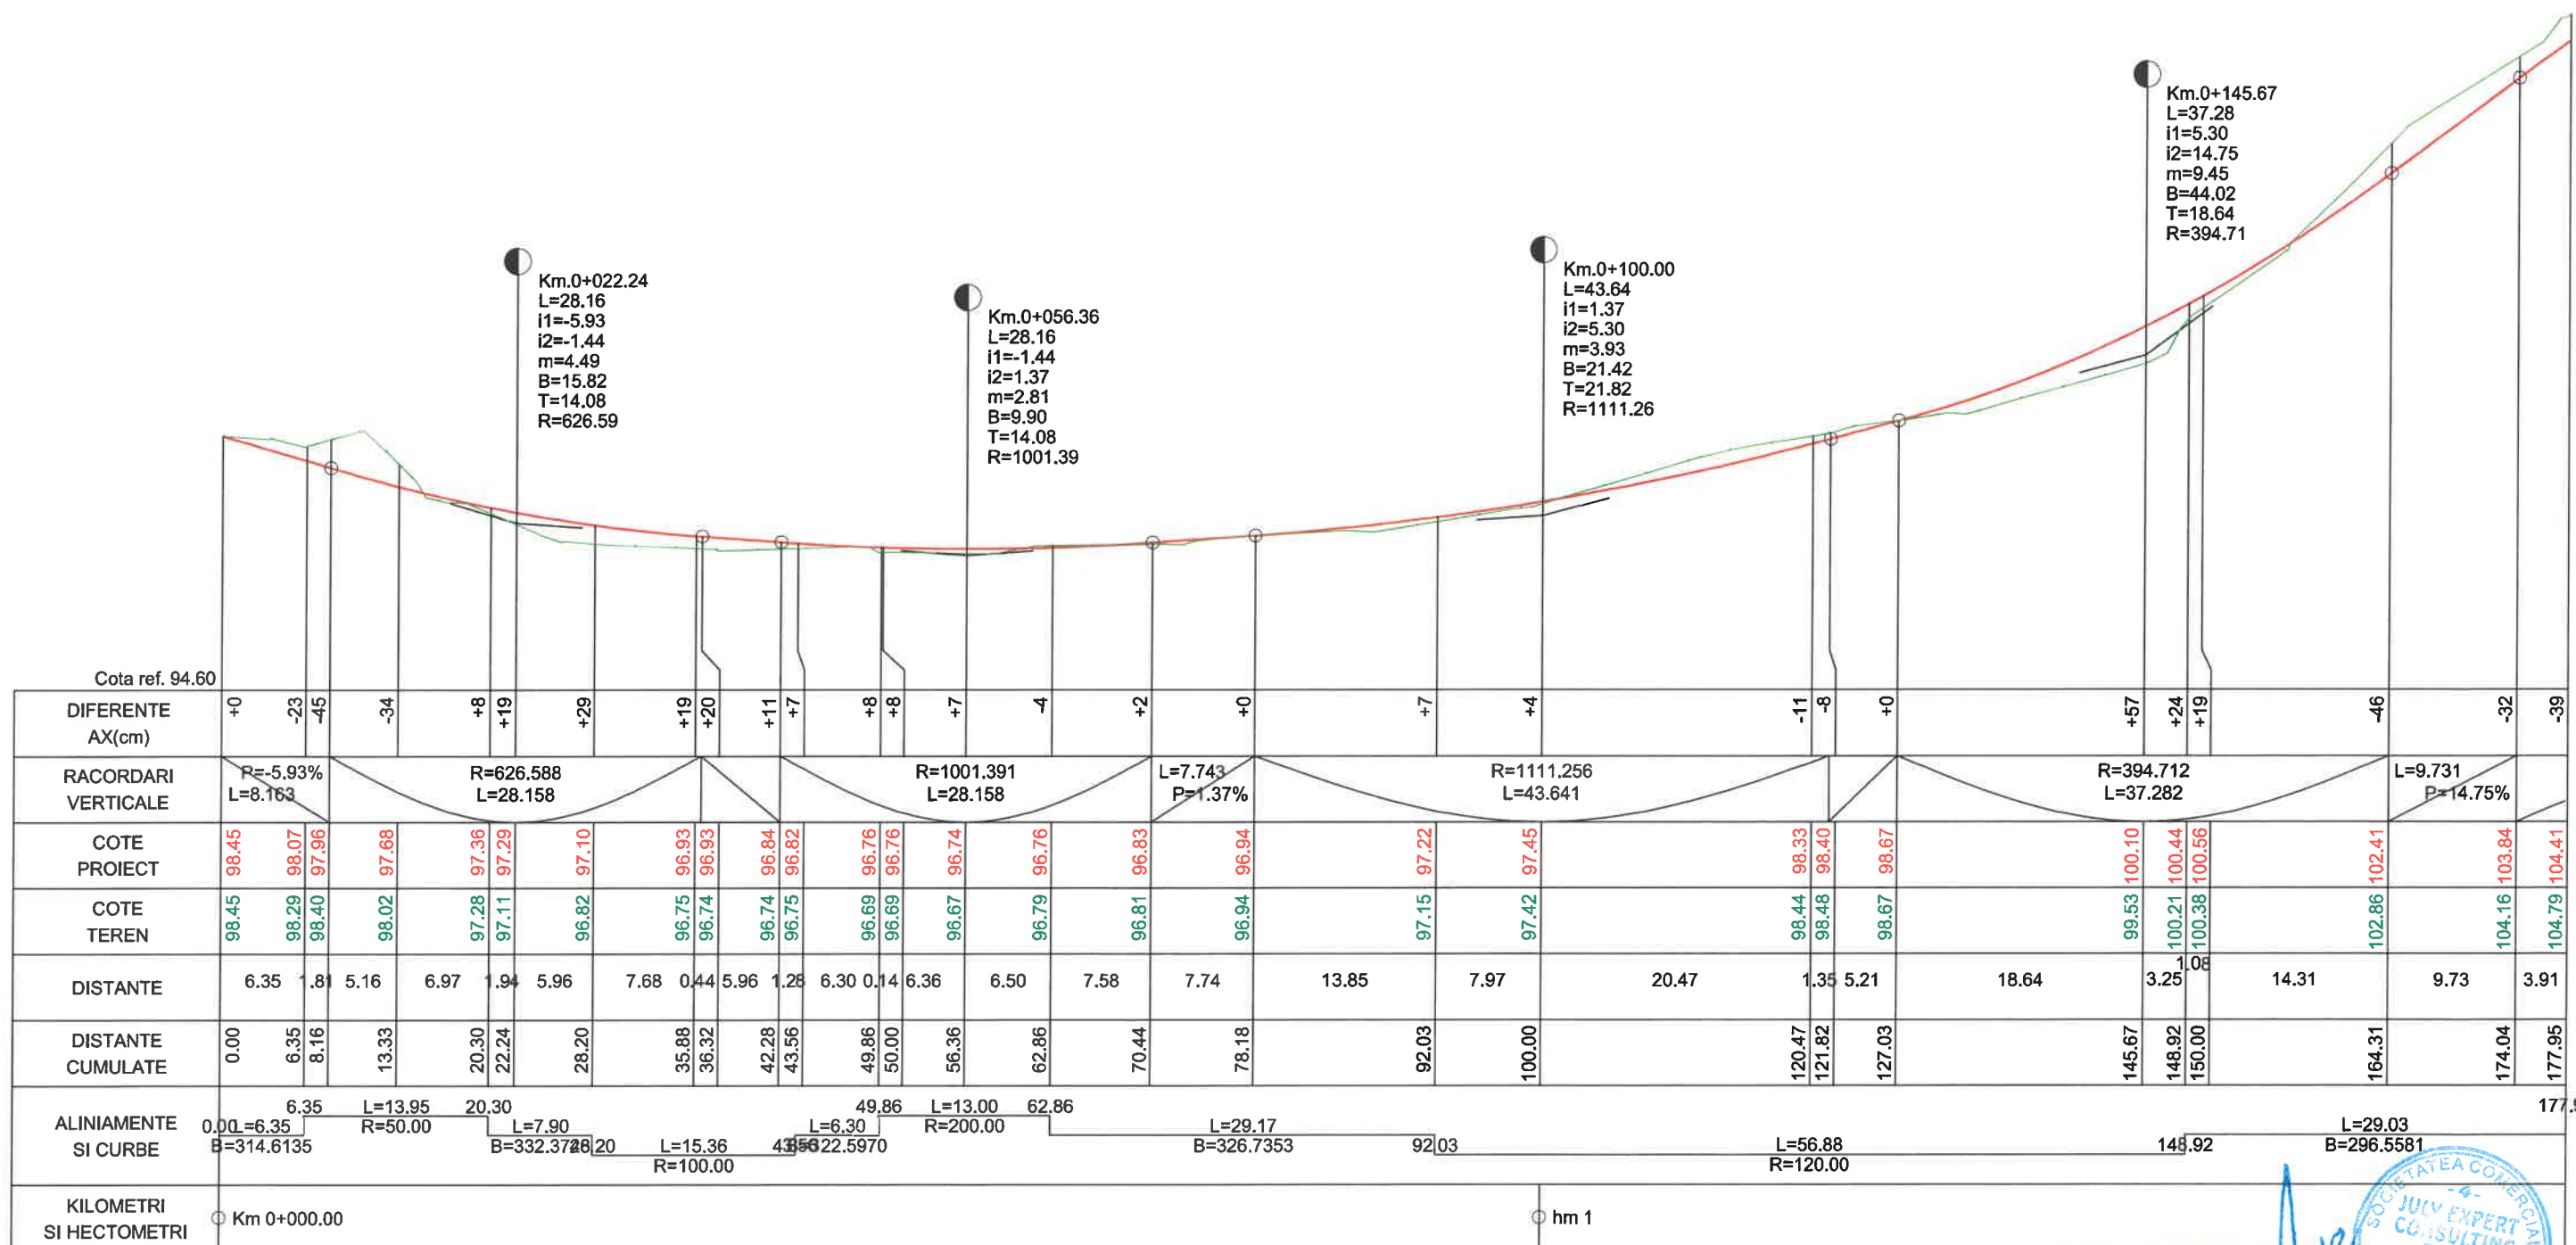 Km.0+022.24
L=28.16
i1=-5.93
i2=-1.44
m=4.49
B=15.82
T=14.08
R=626.59
Km.0+056.36
L=28.16
i1=-1.44
i2=1.37
m=2.81
B=9.90
T=14.08
R=1001.39
Km.0+100.00
L=43.64
i1=1.37
i2=5.30
m=3.93
B=21.42
T=21.82
R=1111.26
Km.0+145.67
L=37.28
i1=5.30
i2=14.75
m=9.45
B=44.02
T=18.64
R=394.71
Cota ref. 94.60
DIFERENTE
AX(cm)
+0 -23 -45 -34 +8 +19 +29 +19 +20 +11 +7 +8 +8 +7 -4 +2 +0 +7 +4 -11 -8 +0 +57 +24 +19 -46 -32 -39
RACORDARI
VERTICALE
P=-5.93%
L=8.163
R=626.588
L=28.158
R=1001.391
L=28.158
L=7.743
P=1.37%
R=1111.256
L=43.641
R=394.712
L=37.282
L=9.731
P=14.75%
COTE
PROIECT
98.45 98.07 97.96 97.68 97.36 97.29 97.10 96.93 96.93 96.84 96.82 96.76 96.76 96.74 96.76 96.83 96.94 97.22 97.45 98.33 98.40 98.67 100.10 100.44 100.56 102.41 103.84 104.41
COTE
TEREN
98.45 98.29 98.40 98.02 97.28 97.11 96.82 96.75 96.74 96.74 96.75 96.69 96.69 96.67 96.79 96.81 96.94 97.15 97.42 98.44 98.48 98.67 99.53 100.21 100.38 102.86 104.16 104.79
DISTANTE
6.35 1.81 5.16 6.97 1.94 5.96 7.68 0.44 5.96 1.28 6.30 0.14 6.36 6.50 7.58 7.74 13.85 7.97 20.47 1.35 5.21 18.64 3.25 1.08 14.31 9.73 3.91
DISTANTE
CUMULATE
0.00 6.35 8.16 13.33 20.30 22.24 28.20 35.88 36.32 42.28 43.56 49.86 50.00 56.36 62.86 70.44 78.18 92.03 100.00 120.47 121.82 127.03 145.67 148.92 150.00 164.31 174.04 177.95
ALINIAMENTE
SI CURBE
0.00 L=6.35
B=314.6135
6.35 L=13.95 20.30
R=50.00
L=7.90
28.20
L=15.36
R=100.00
L=6.30
49.86 L=13.00 62.86
R=200.00
L=29.17
B=326.7353
92.03
L=56.88
R=120.00
148.92
L=29.03
B=296.5581
KILOMETRI
SI HECTOMETRI
Km 0+000.00
hm 1
SOCIETATEA COMERCIALA
-4-
JULY EXPERT
CONSULTING